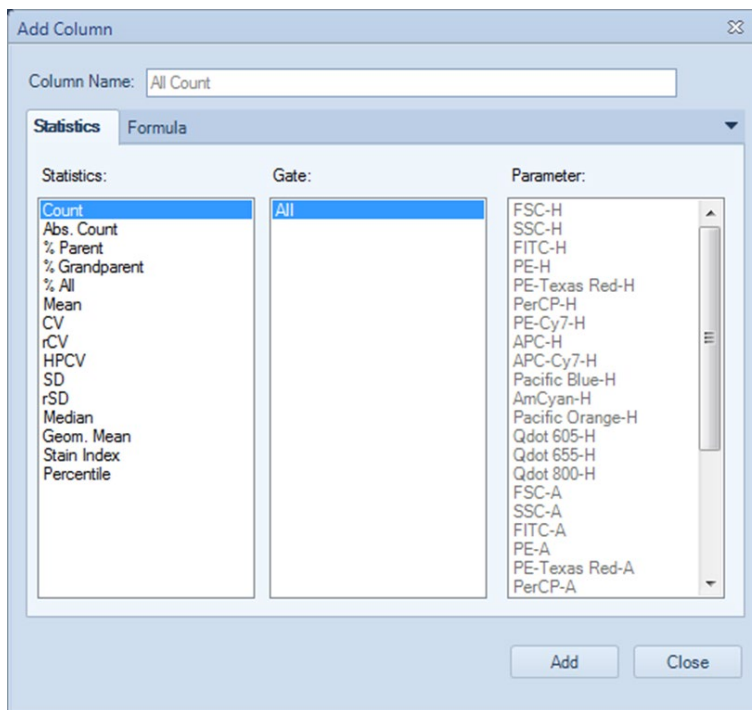 Add Column
Column Name: All Count
Statistics Formula
Statistics:
Count
Abs. Count
% Parent
% Grandparent
% All
Mean
CV
rCV
HPCV
SD
rSD
Median
Geom. Mean
Stain Index
Percentile
Gate:
All
Parameter:
FSC-H
SSC-H
FITC-H
PE-H
PE-Texas Red-H
PerCP-H
PE-Cy7-H
APC-H
APC-Cy7-H
Pacific Blue-H
AmCyan-H
Pacific Orange-H
Qdot 605-H
Qdot 655-H
Qdot 800-H
FSC-A
SSC-A
FITC-A
PE-A
PE-Texas Red-A
PerCP-A
Add Close